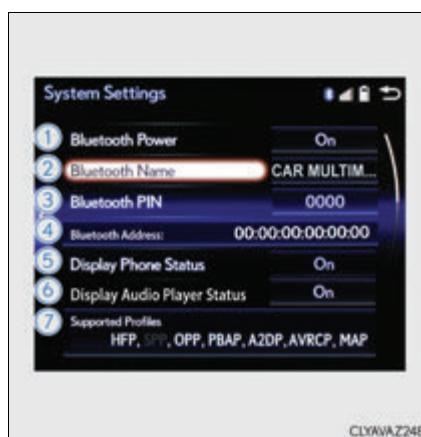 System Settings
1 Bluetooth Power On
2 Bluetooth Name CAR MULTIM...
3 Bluetooth PIN 0000
4 Bluetooth Address: 00:00:00:00:00:00
5 Display Phone Status On
6 Display Audio Player Status On
7 Supported Profiles
HFP, SPP, OPP, PBAP, A2DP, AVRCP, MAP
CLYAVAZ248